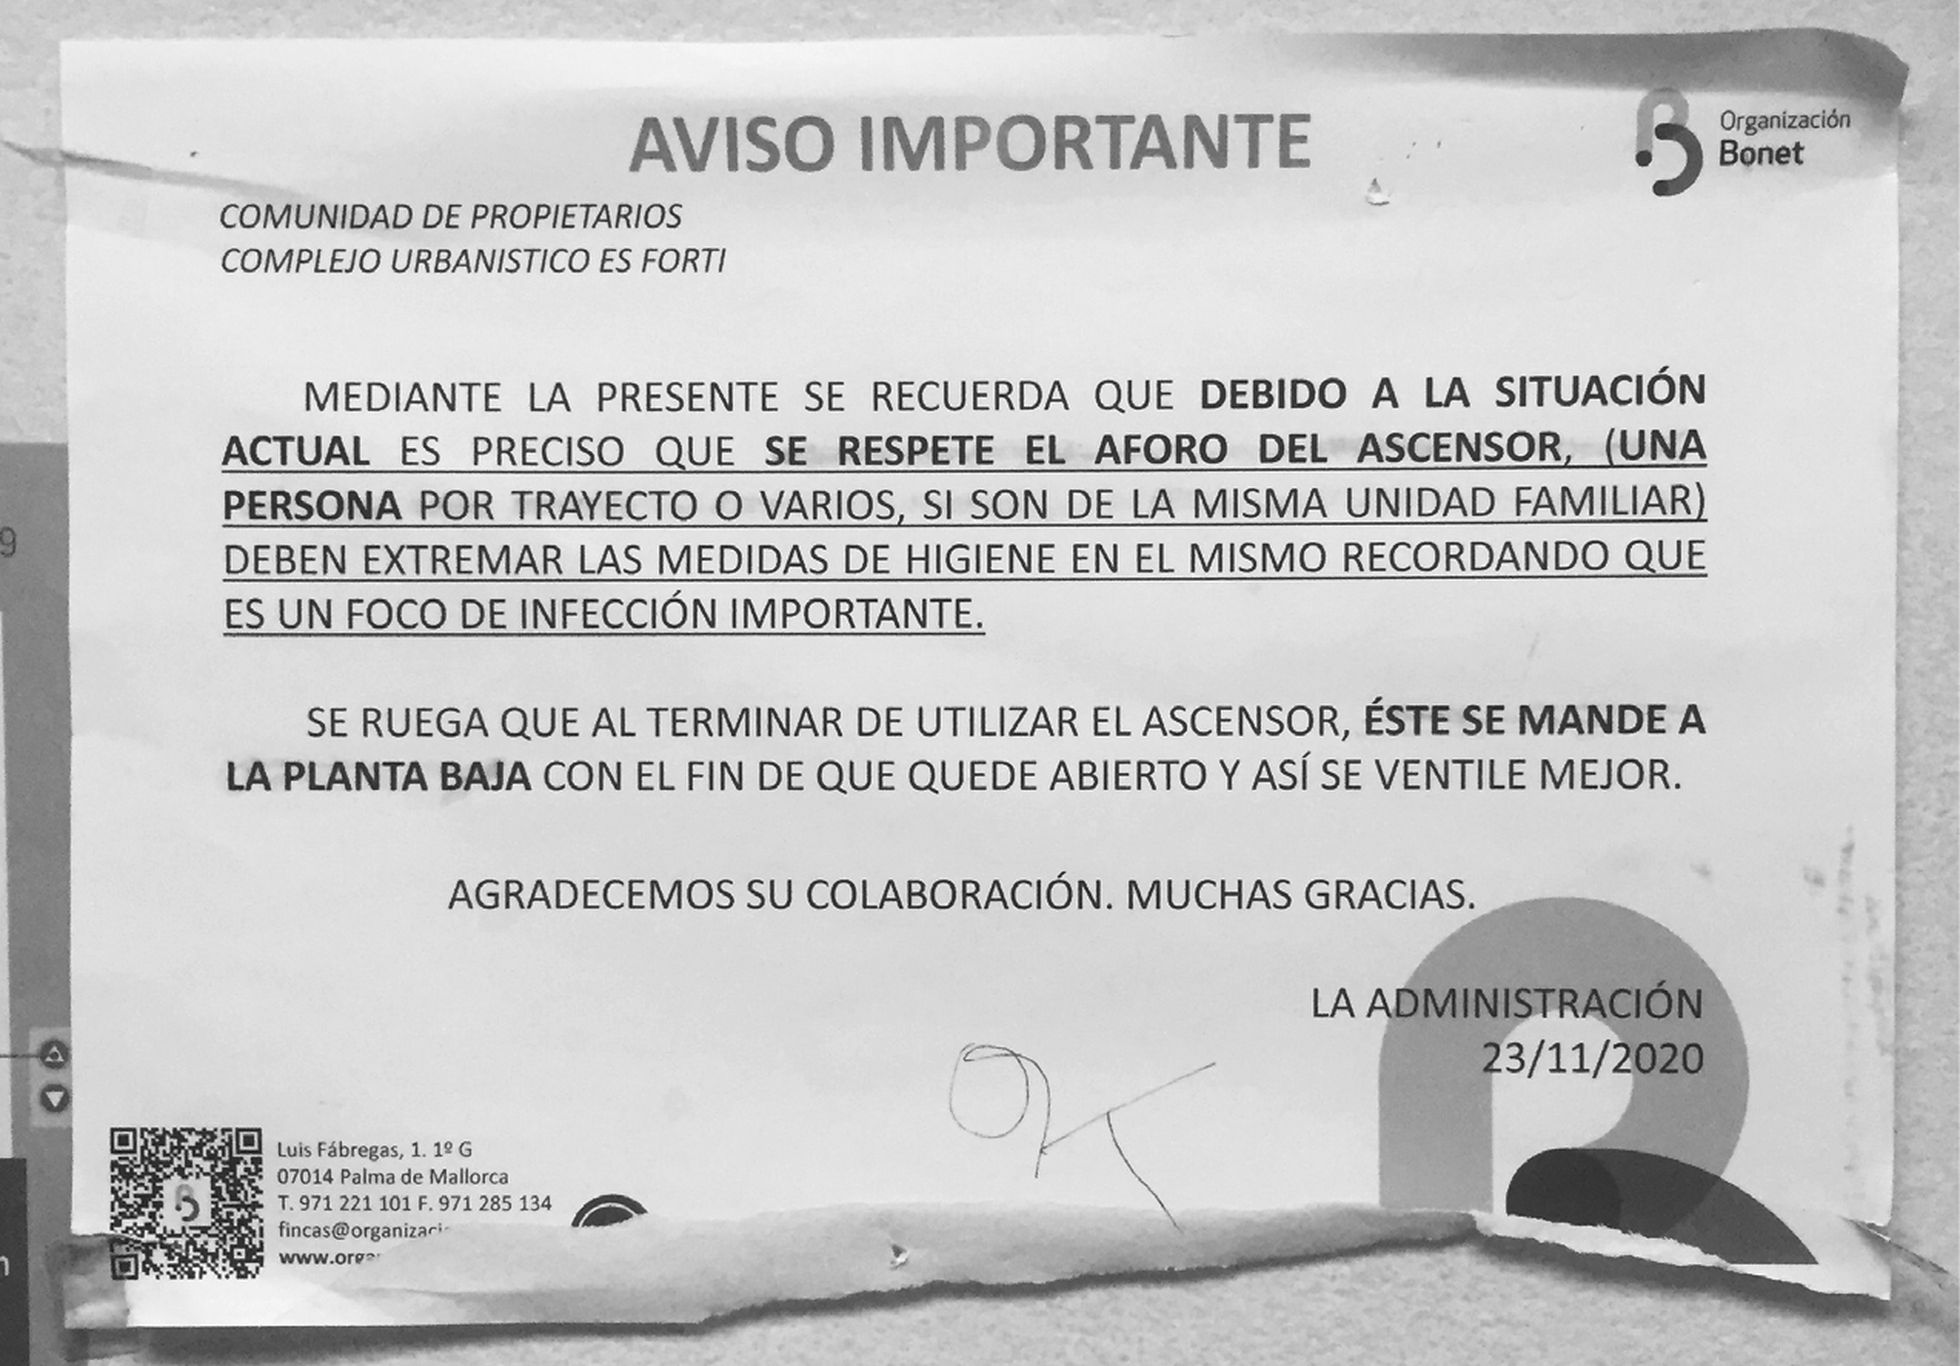 AVISO IMPORTANTE
Organización
Bonet
COMUNIDAD DE PROPIETARIOS
COMPLEJO URBANISTICO ES FORTI
MEDIANTE LA PRESENTE SE RECUERDA QUE DEBIDO A LA SITUACIÓN
ACTUAL ES PRECISO QUE SE RESPETE EL AFORO DEL ASCENSOR, (UNA
PERSONA POR TRAYECTO O VARIOS, SI SON DE LA MISMA UNIDAD FAMILIAR)
DEBEN EXTREMAR LAS MEDIDAS DE HIGIENE EN EL MISMO RECORDANDO QUE
ES UN FOCO DE INFECCIÓN IMPORTANTE.
SE RUEGA QUE AL TERMINAR DE UTILIZAR EL ASCENSOR, ÉSTE SE MANDE A
LA PLANTA BAJA CON EL FIN DE QUE QUEDE ABIERTO Y ASÍ SE VENTILE MEJOR.
AGRADECEMOS SU COLABORACIÓN. MUCHAS GRACIAS.
LA ADMINISTRACIÓN
23/11/2020
Luis Fábregas, 1. 1º G
07014 Palma de Mallorca
T. 971 221 101 F. 971 285 134
fincas@organizaci
www.orga
9